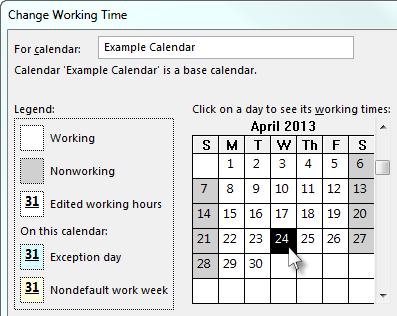 Change Working Time
For calendar: Example Calendar
Calendar 'Example Calendar' is a base calendar.
Legend:
Working
Nonworking
31 Edited working hours
On this calendar:
31 Exception day
31 Nondefault work week
Click on a day to see its working times:
April 2013
S M T W Th F S
1 2 3 4 5 6
7 8 9 10 11 12 13
14 15 16 17 18 19 20
21 22 23 24 25 26 27
28 29 30